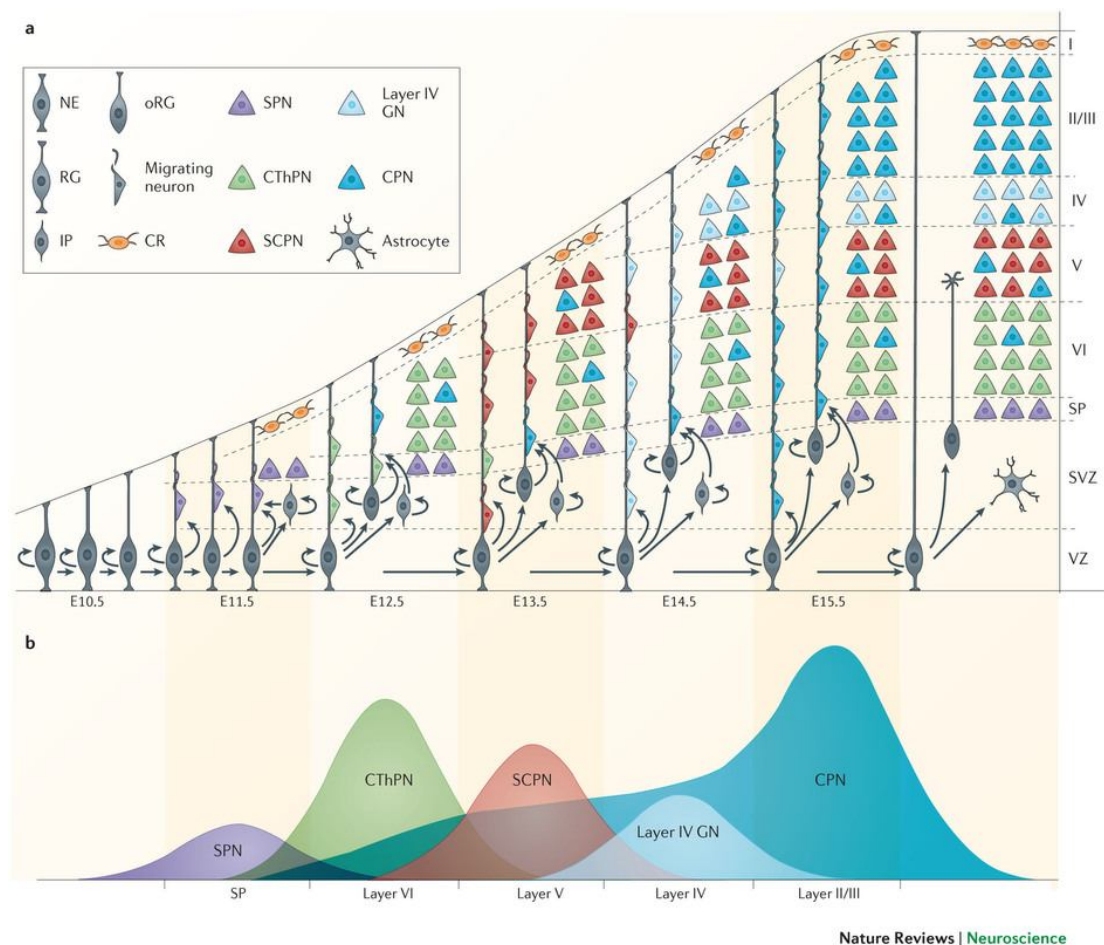 a
NE
oRG
SPN
Layer IV
GN
RG
Migrating
neuron
CThPN
CPN
IP
CR
SCPN
Astrocyte
I
II/III
IV
V
VI
SP
SVZ
VZ
E10.5
E11.5
E12.5
E13.5
E14.5
E15.5
b
SPN
CThPN
SCPN
Layer IV GN
CPN
SP
Layer VI
Layer V
Layer IV
Layer II/III
Nature Reviews | Neuroscience